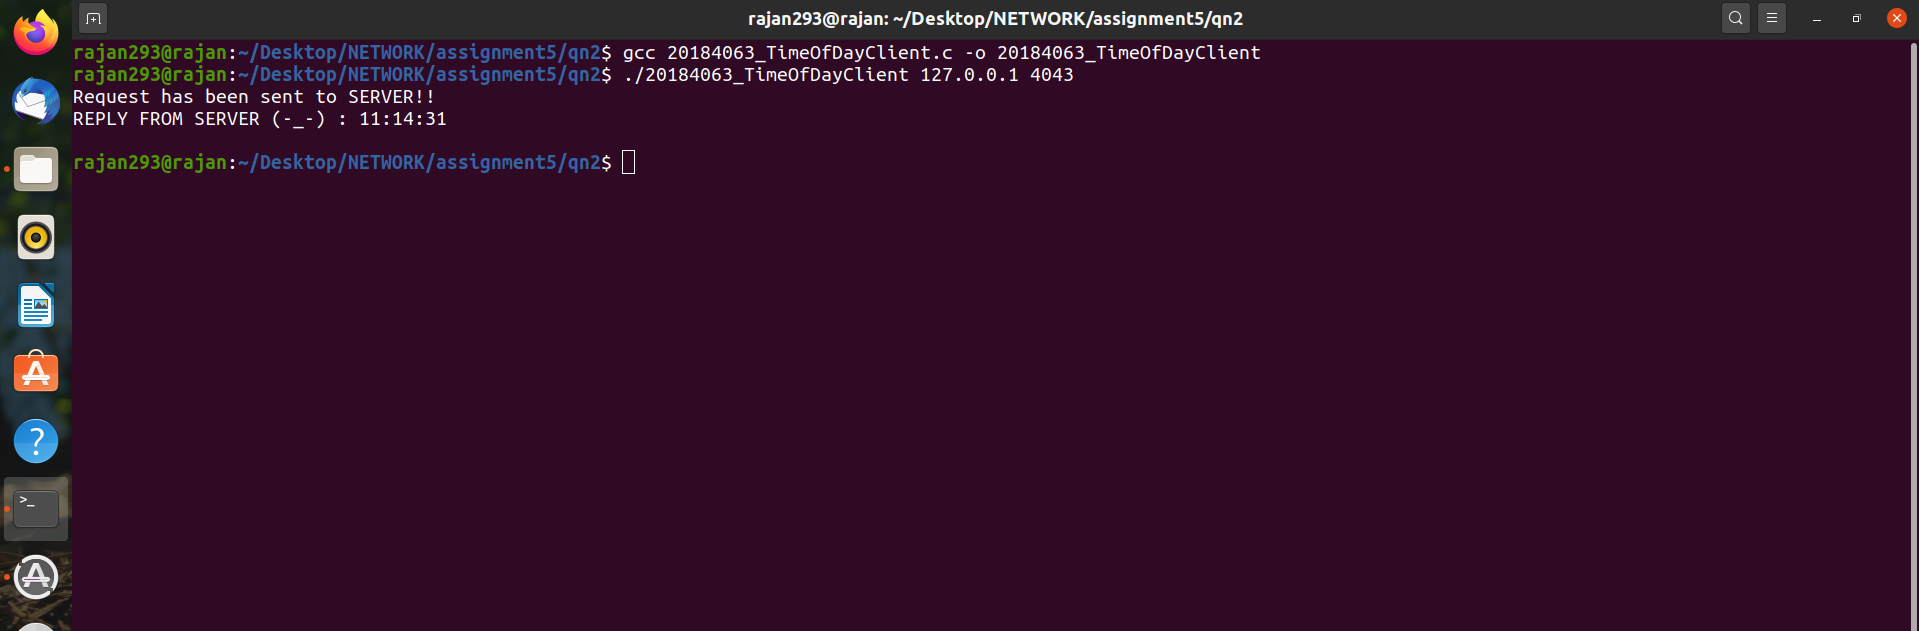 rajan293@rajan: ~/Desktop/NETWORK/assignment5/qn2
rajan293@rajan:~/Desktop/NETWORK/assignment5/qn2$ gcc 20184063_TimeOfDayClient.c -o 20184063_TimeOfDayClient
rajan293@rajan:~/Desktop/NETWORK/assignment5/qn2$ ./20184063_TimeOfDayClient 127.0.0.1 4043
Request has been sent to SERVER!!
REPLY FROM SERVER (-_-) : 11:14:31
rajan293@rajan:~/Desktop/NETWORK/assignment5/qn2$